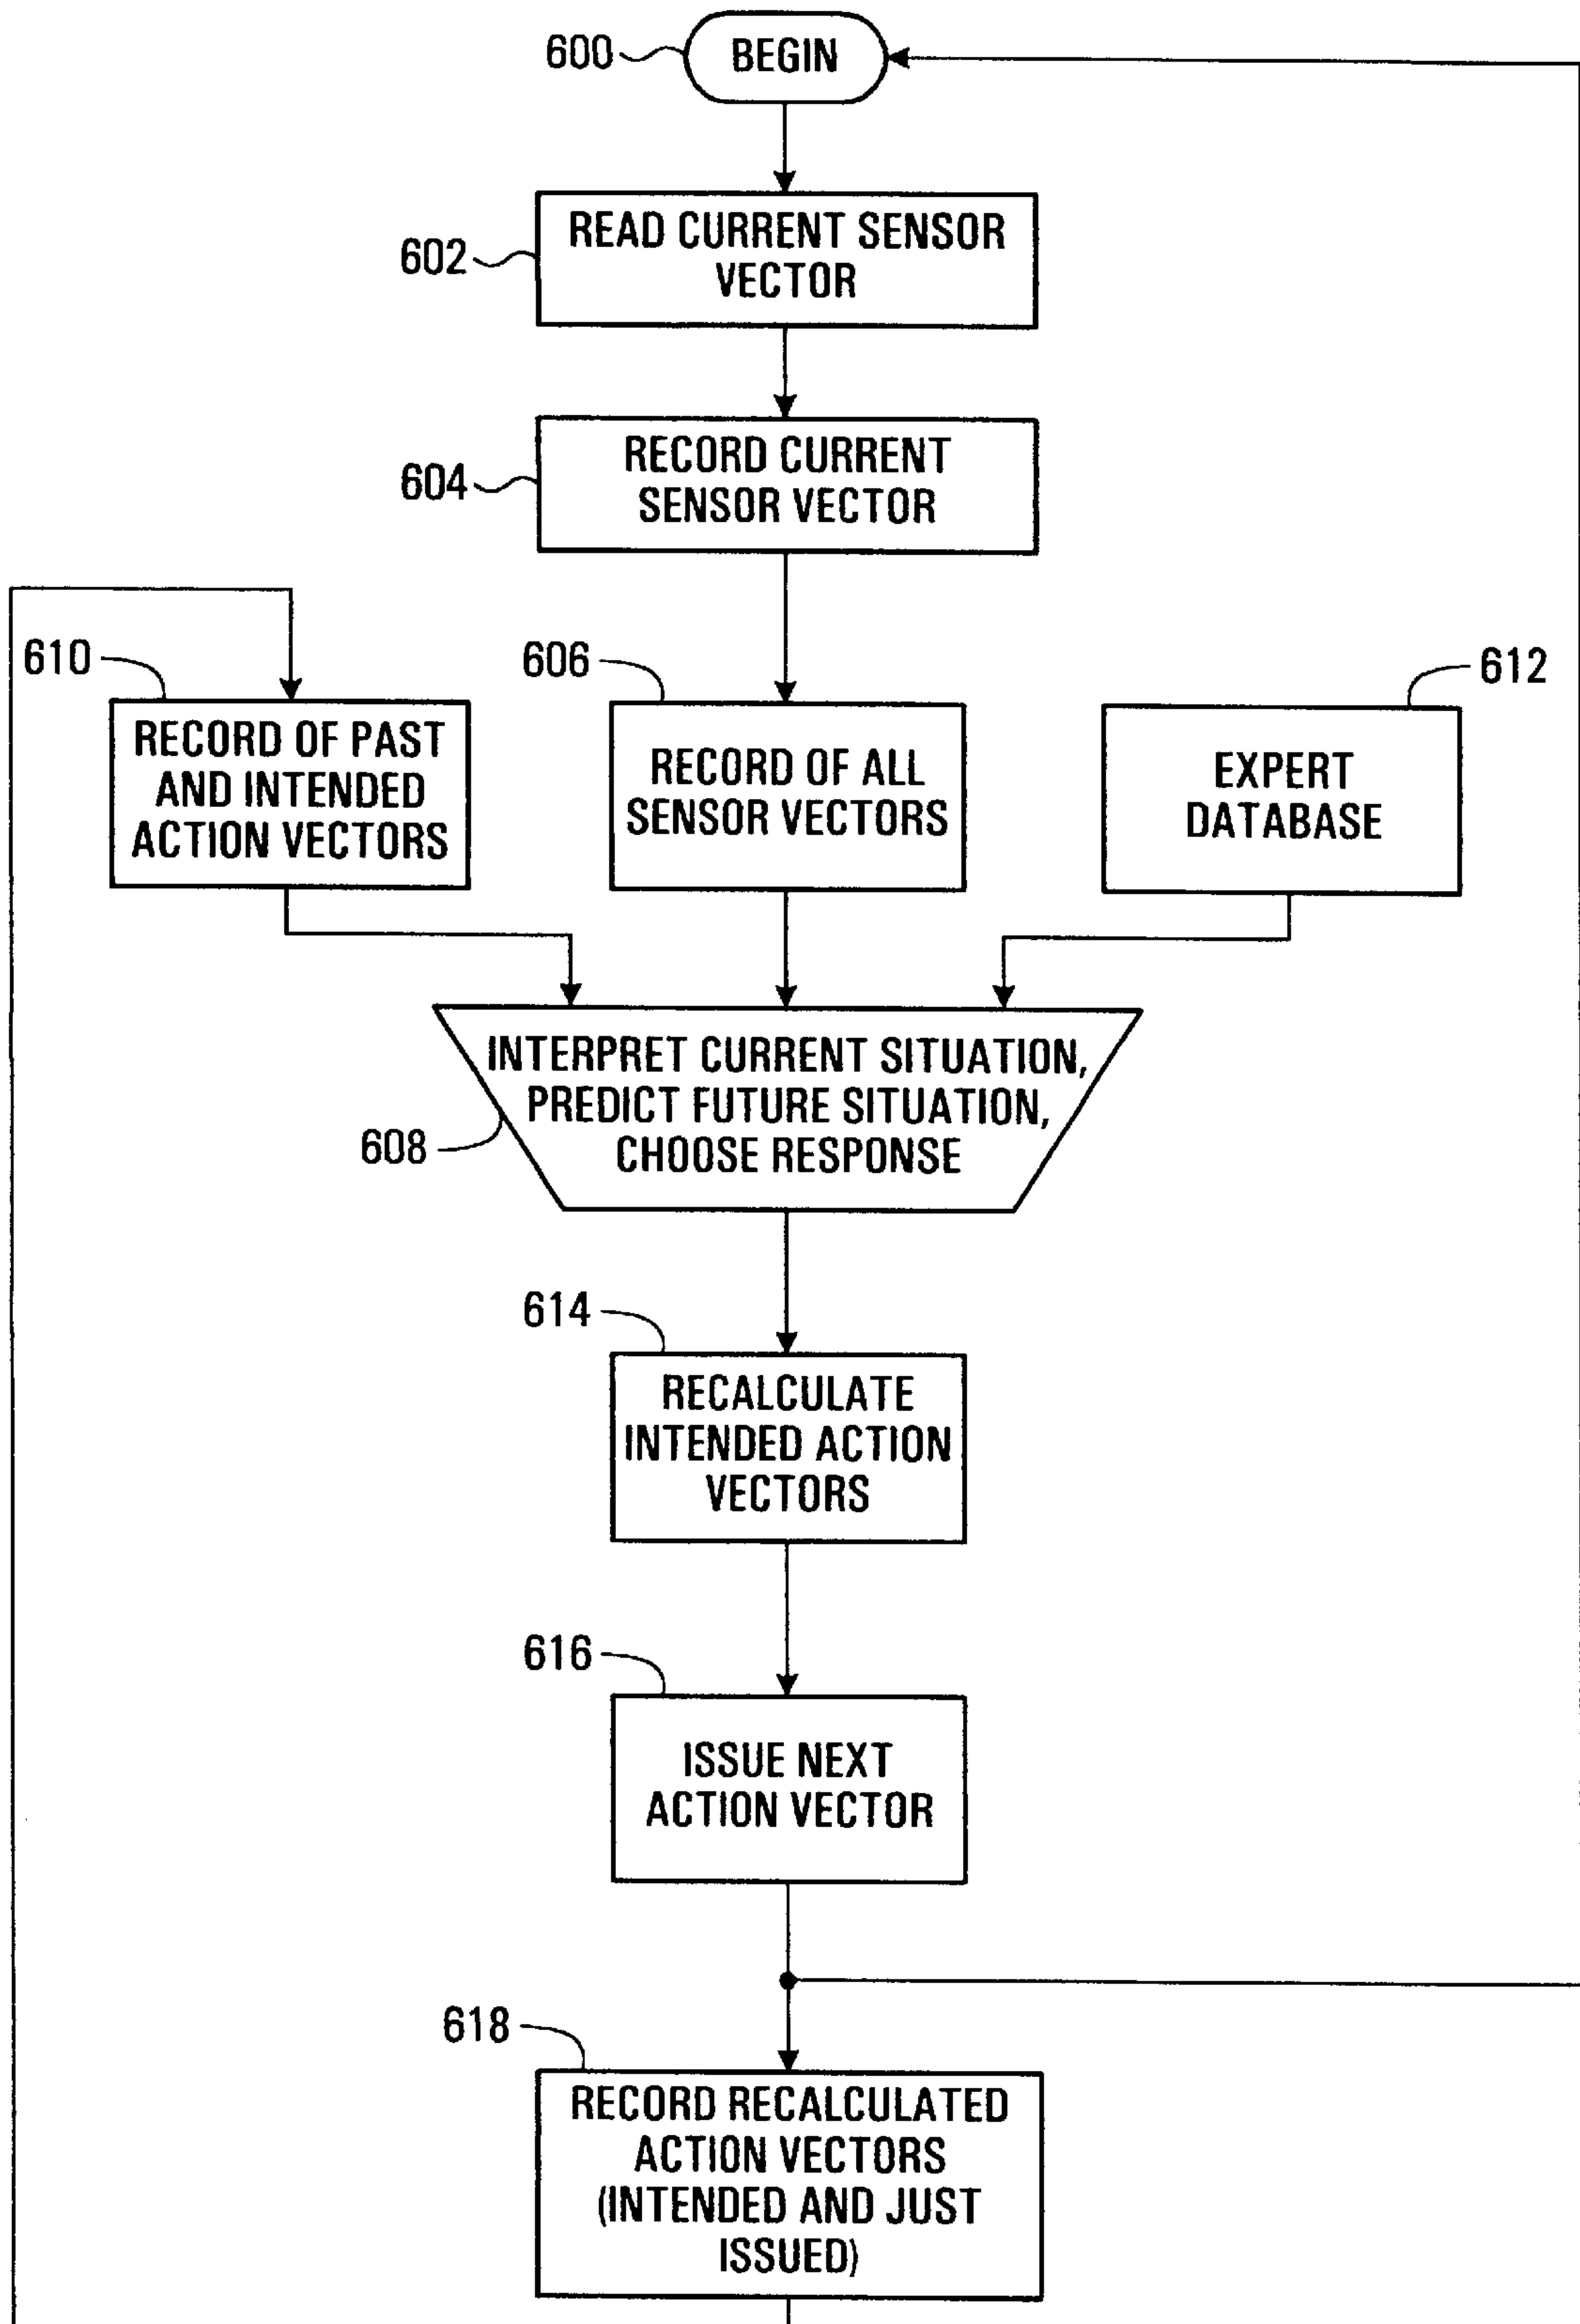 600
BEGIN
602
READ CURRENT SENSOR
VECTOR
604
RECORD CURRENT
SENSOR VECTOR
610
RECORD OF PAST
AND INTENDED
ACTION VECTORS
606
RECORD OF ALL
SENSOR VECTORS
612
EXPERT
DATABASE
608
INTERPRET CURRENT SITUATION,
PREDICT FUTURE SITUATION,
CHOOSE RESPONSE
614
RECALCULATE
INTENDED ACTION
VECTORS
616
ISSUE NEXT
ACTION VECTOR
618
RECORD RECALCULATED
ACTION VECTORS
(INTENDED AND JUST
ISSUED)